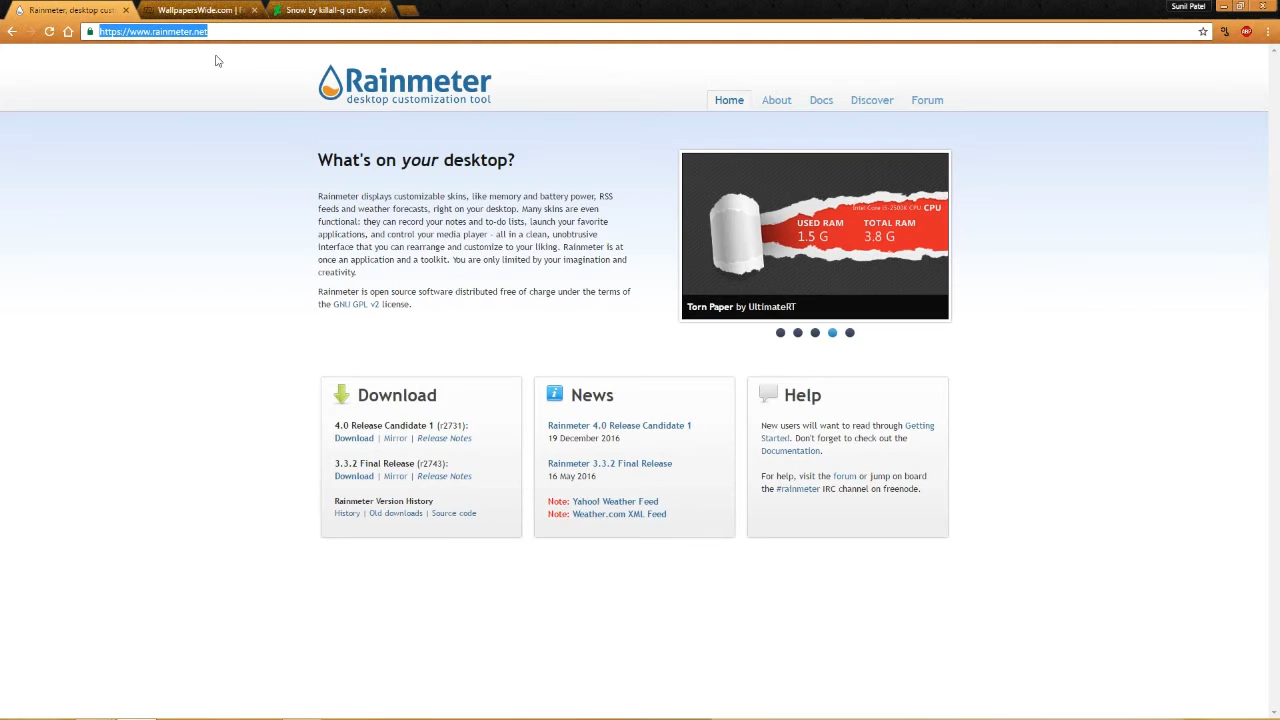 Sunil Patel
Rainmeter, desktop cust
WallpapersWide.com | F
Snow by killall-q on Dev
https://www.rainmeter.net
Rainmeter
desktop customization tool
Home About Docs Discover Forum
What's on your desktop?
Rainmeter displays customizable skins, like memory and battery power, RSS
feeds and weather forecasts, right on your desktop. Many skins are even
functional: they can record your notes and to-do lists, launch your favorite
applications, and control your media player - all in a clean, unobtrusive
interface that you can rearrange and customize to your liking. Rainmeter is at
once an application and a toolkit. You are only limited by your imagination and
creativity.
Rainmeter is open source software distributed free of charge under the terms of
the GNU GPL v2 license.
Intel Core i5-2500K CPU CPU
USED RAM TOTAL RAM
1.5 G 3.8 G
Torn Paper by UltimateRT
Download
4.0 Release Candidate 1 (r2731):
Download | Mirror | Release Notes
3.3.2 Final Release (r2743):
Download | Mirror | Release Notes
Rainmeter Version History
History | Old downloads | Source code
News
Rainmeter 4.0 Release Candidate 1
19 December 2016
Rainmeter 3.3.2 Final Release
16 May 2016
Note: Yahoo! Weather Feed
Note: Weather.com XML Feed
Help
New users will want to read through Getting
Started. Don't forget to check out the
Documentation.
For help, visit the forum or jump on board
the #rainmeter IRC channel on freenode.